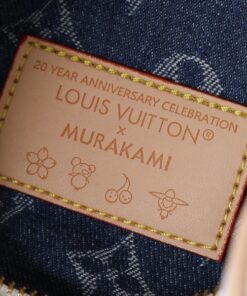 20 YEAR ANNIVERSARY CELEBRATION
LOUIS VUITTON®
×
MURAKAMI